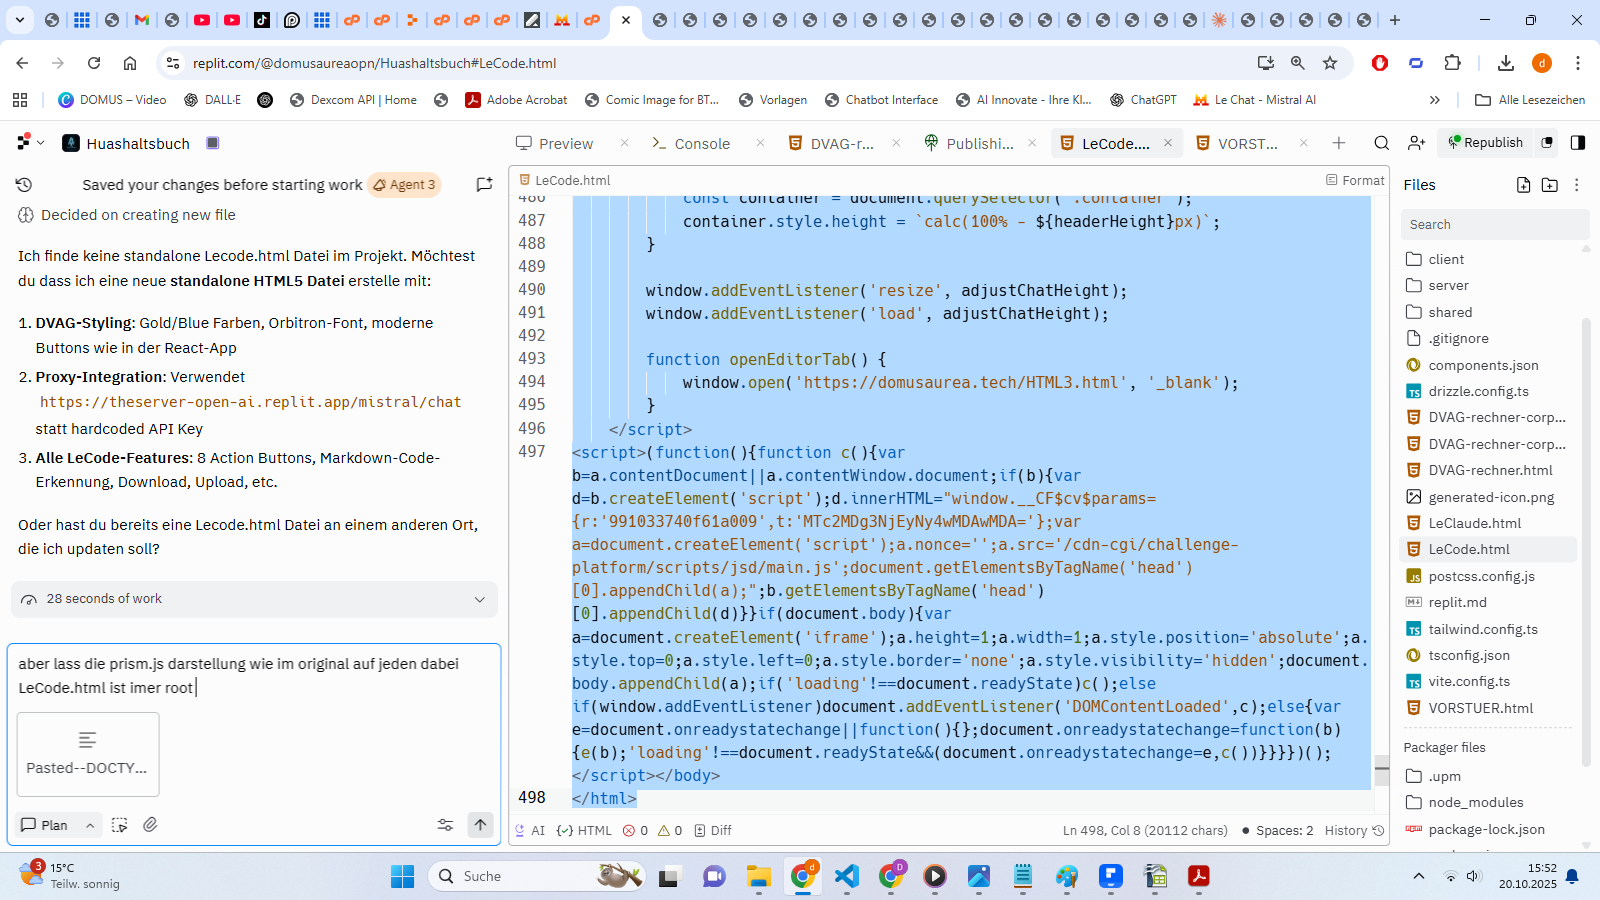 replit.com/@domusaureaopn/Huashaltsbuch#LeCode.html
DOMUS – Video
DALL·E
Dexcom API | Home
Adobe Acrobat
Comic Image for BT...
Vorlagen
Chatbot Interface
AI Innovate - Ihre KI...
ChatGPT
Le Chat - Mistral AI
Alle Lesezeichen
Huashaltsbuch
Preview
Console
DVAG-r...
Publishi...
LeCode....
VORST...
Republish
Saved your changes before starting work
Agent 3
Decided on creating new file
Ich finde keine standalone Lecode.html Datei im Projekt. Möchtest
du dass ich eine neue standalone HTML5 Datei erstelle mit:
1. DVAG-Styling: Gold/Blue Farben, Orbitron-Font, moderne
Buttons wie in der React-App
2. Proxy-Integration: Verwendet
https://theserver-open-ai.replit.app/mistral/chat
statt hardcoded API Key
3. Alle LeCode-Features: 8 Action Buttons, Markdown-Code-
Erkennung, Download, Upload, etc.
Oder hast du bereits eine Lecode.html Datei an einem anderen Ort,
die ich updaten soll?
28 seconds of work
aber lass die prism.js darstellung wie im original auf jeden dabei
LeCode.html ist imer root
Pasted--DOCTY...
Plan
LeCode.html
Format
486 const container = document.querySelector('.container');
487 container.style.height = `calc(100% - ${headerHeight}px)`;
488 }
489
490 window.addEventListener('resize', adjustChatHeight);
491 window.addEventListener('load', adjustChatHeight);
492
493 function openEditorTab() {
494 window.open('https://domusaurea.tech/HTML3.html', '_blank');
495 }
496 </script>
497 <script>(function(){function c(){var
b=a.contentDocument||a.contentWindow.document;if(b){var
d=b.createElement('script');d.innerHTML="window.__CF$cv$params=
{r:'991033740f61a009',t:'MTc2MDg3NjEyNy4wMDAwMDA='};var
a=document.createElement('script');a.nonce='';a.src='/cdn-cgi/challenge-
platform/scripts/jsd/main.js';document.getElementsByTagName('head')
[0].appendChild(a);";b.getElementsByTagName('head')
[0].appendChild(d)}}if(document.body){var
a=document.createElement('iframe');a.height=1;a.width=1;a.style.position='absolute';a.
style.top=0;a.style.left=0;a.style.border='none';a.style.visibility='hidden';document.
body.appendChild(a);if('loading'!==document.readyState)c();else
if(window.addEventListener)document.addEventListener('DOMContentLoaded',c);else{var
e=document.onreadystatechange||function(){};document.onreadystatechange=function(b)
{e(b);'loading'!==document.readyState&&(document.onreadystatechange=e,c())}}}})();
</script></body>
498 </html>
AI
HTML
0
0
Diff
Ln 498, Col 8 (20112 chars)
Spaces: 2
History
Files
Search
client
server
shared
.gitignore
components.json
drizzle.config.ts
DVAG-rechner-corp...
DVAG-rechner-corp...
DVAG-rechner.html
generated-icon.png
LeClaude.html
LeCode.html
postcss.config.js
replit.md
tailwind.config.ts
tsconfig.json
vite.config.ts
VORSTUER.html
Packager files
.upm
node_modules
package-lock.json
3
15°C
Teilw. sonnig
Suche
15:52
20.10.2025